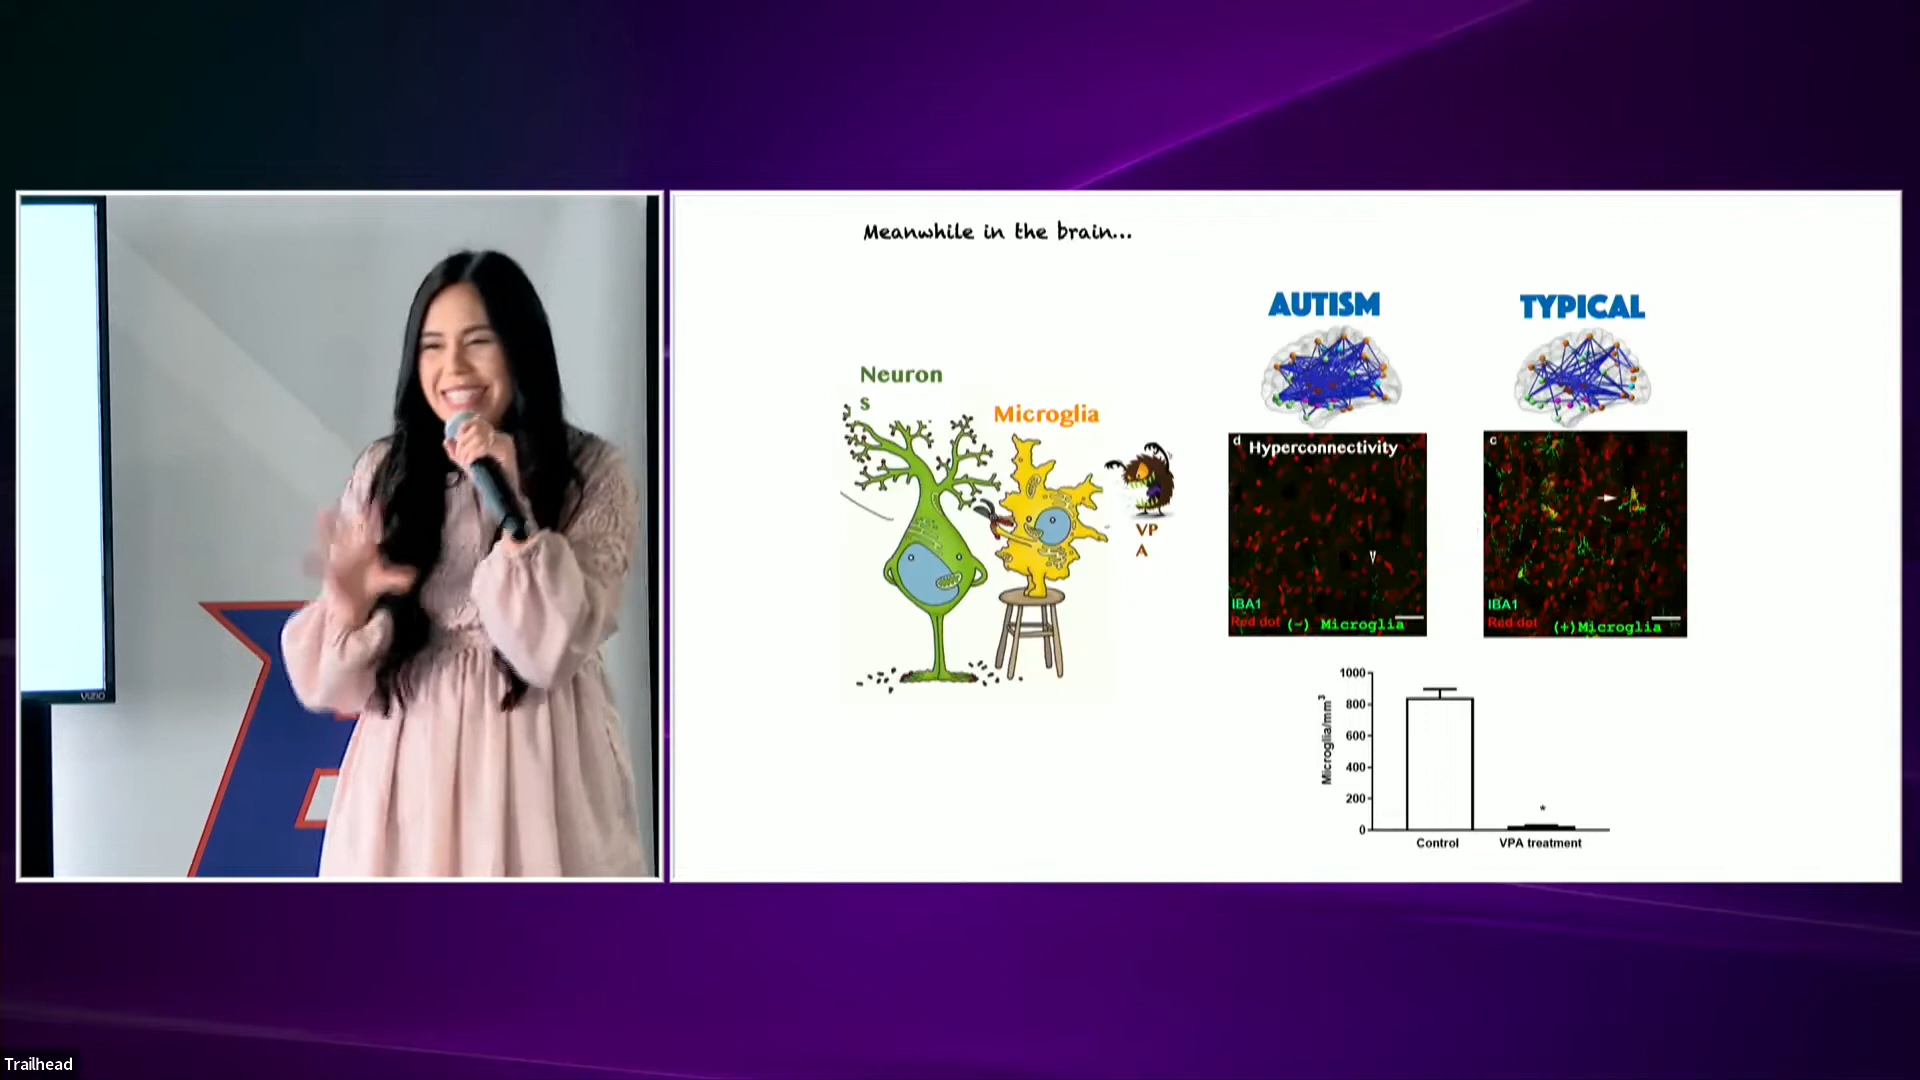 Meanwhile in the brain...
AUTISM
TYPICAL
Neuron
s
Microglia
VP
A
d
Hyperconnectivity
IBA1
Red dot
(-) Microglia
c
IBA1
Red dot
(+)Microglia
1000
800
600
400
200
0
Microglia/mm³
*
Control
VPA treatment
VIZIO
Trailhead